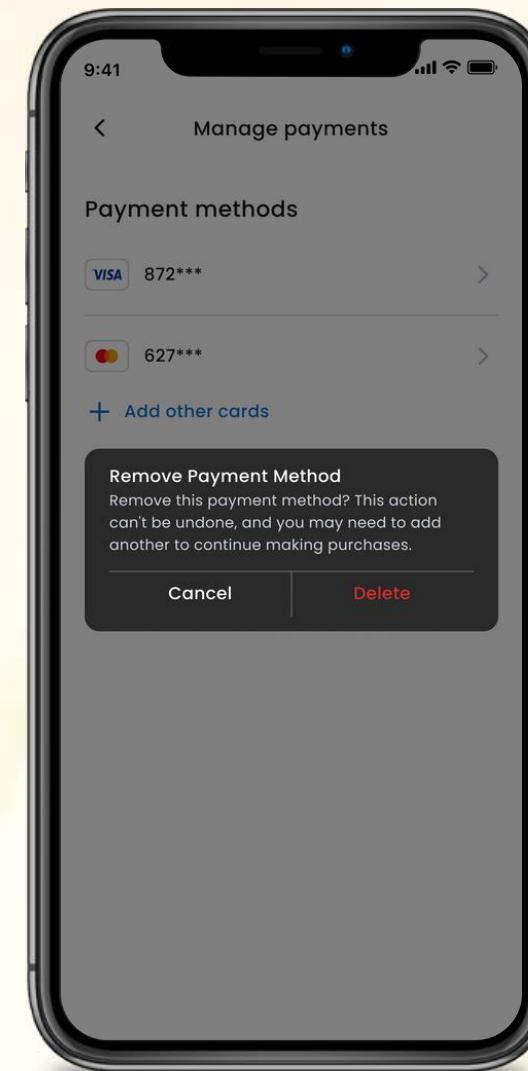 9:41
Manage payments
Payment methods
VISA 872***
627***
+ Add other cards
Remove Payment Method
Remove this payment method? This action
can't be undone, and you may need to add
another to continue making purchases.
Cancel Delete